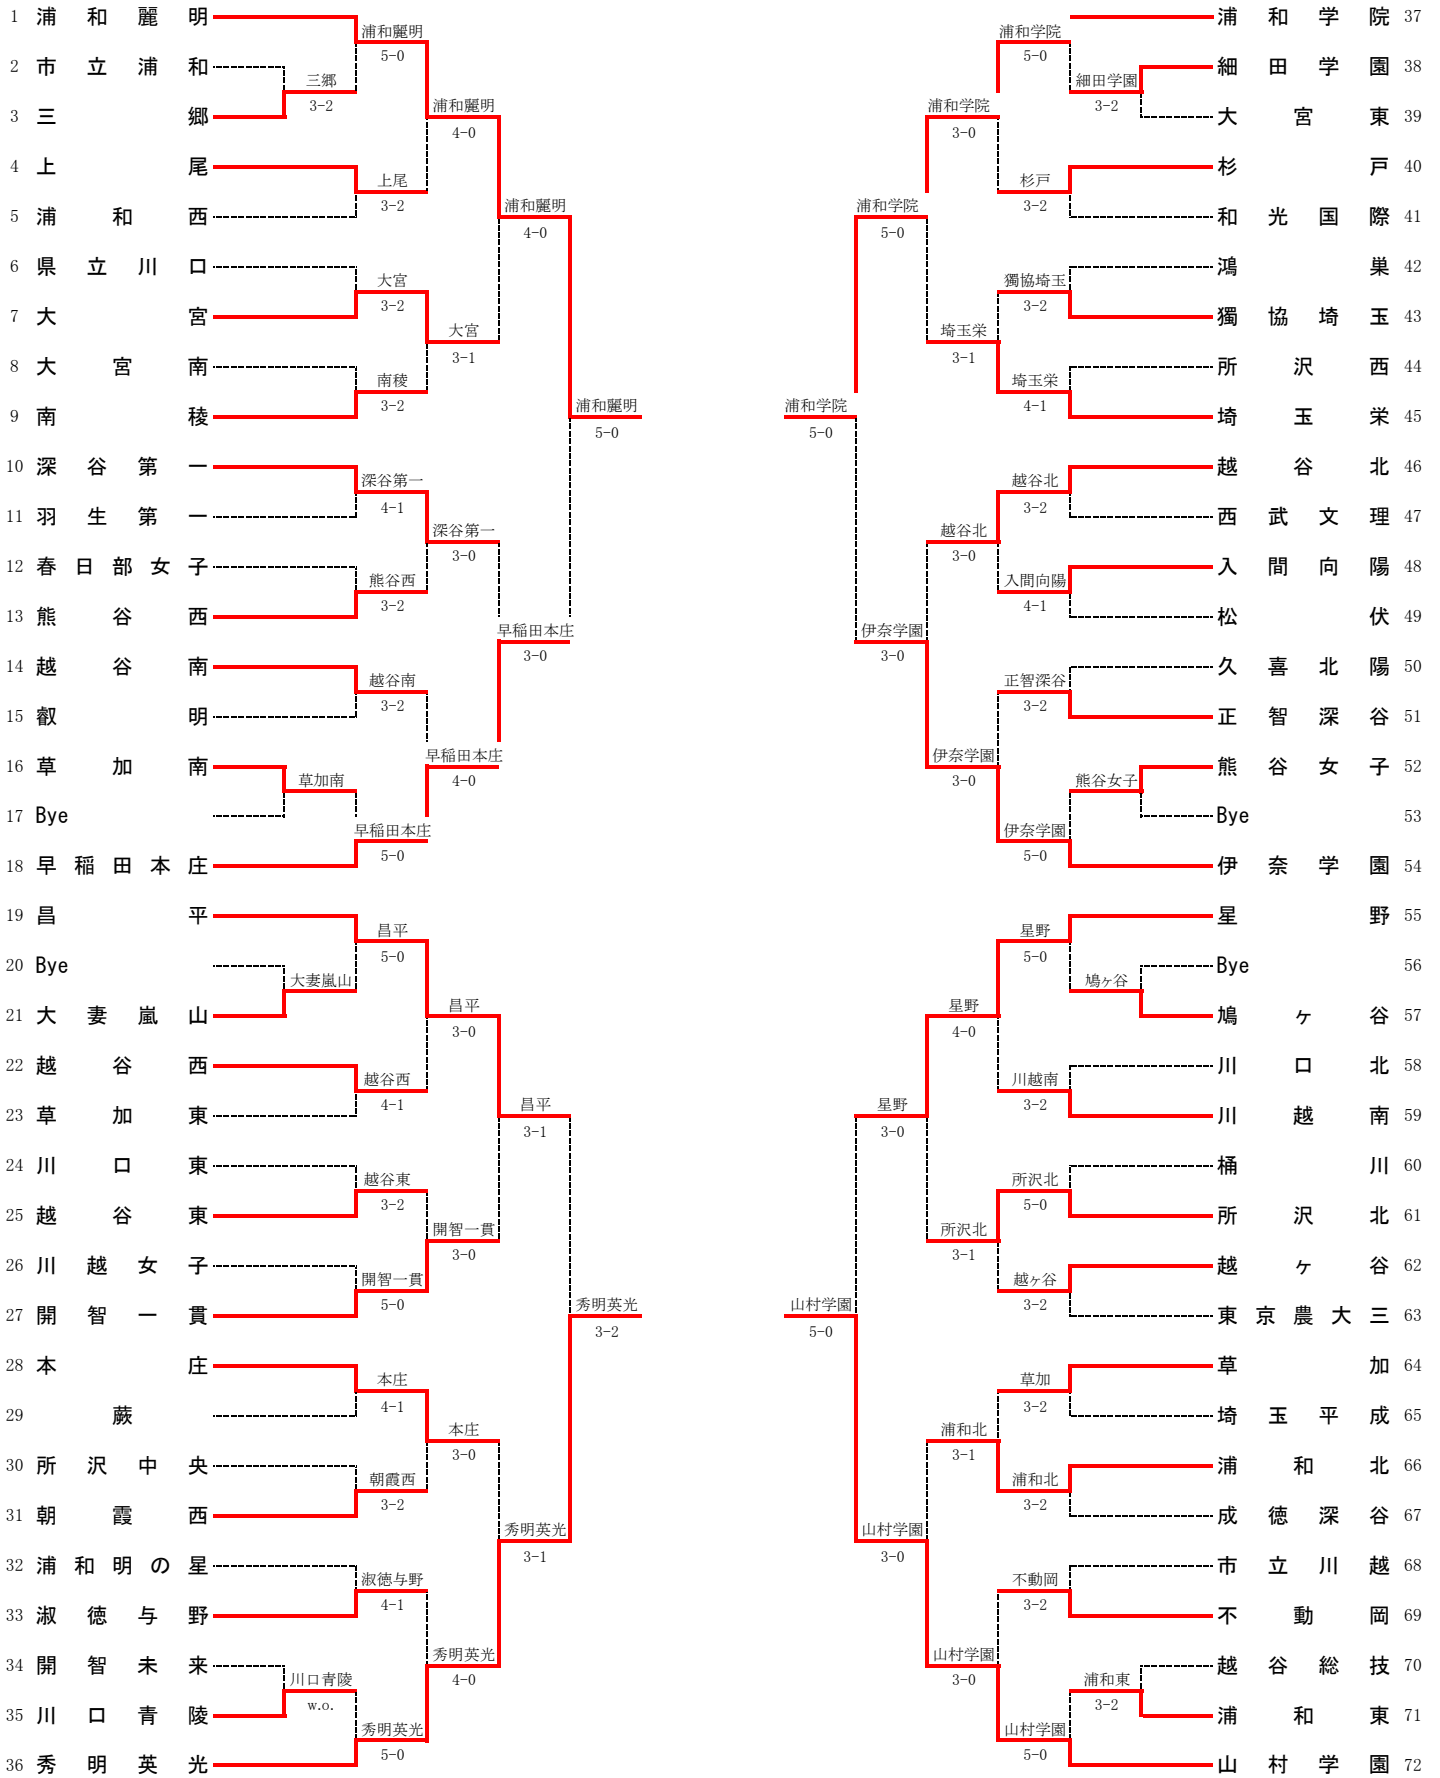 1 浦和麗明
2 市立浦和
3 三郷
4 上尾
5 浦和西
6 県立川口
7 大宮
8 大宮南
9 南稜
10 深谷第一
11 羽生第一
12 春日部女子
13 熊谷西
14 越谷南
15 叡明
16 草加南
17 Bye
18 早稲田本庄
19 昌平
20 Bye
21 大妻嵐山
22 越谷西
23 草加東
24 川口東
25 越谷東
26 川越女子
27 開智一貫
28 本庄
29 蕨
30 所沢中央
31 朝霞西
32 浦和明の星
33 淑徳与野
34 開智未来
35 川口青陵
36 秀明英光
三郷
3-2
草加南
大妻嵐山
川口青陵
w.o.
浦和麗明
5-0
上尾
3-2
大宮
3-2
南稜
3-2
深谷第一
4-1
熊谷西
3-2
越谷南
3-2
早稲田本庄
5-0
昌平
5-0
越谷西
4-1
越谷東
3-2
開智一貫
5-0
本庄
4-1
朝霞西
3-2
淑徳与野
4-1
秀明英光
5-0
浦和麗明
4-0
大宮
3-1
深谷第一
3-0
早稲田本庄
4-0
昌平
3-0
開智一貫
3-0
本庄
3-0
秀明英光
4-0
浦和麗明
4-0
早稲田本庄
3-0
昌平
3-1
秀明英光
3-1
浦和麗明
5-0
秀明英光
3-2
浦和学院
5-0
山村学園
5-0
浦和学院
5-0
伊奈学園
3-0
星野
3-0
山村学園
3-0
浦和学院
3-0
埼玉栄
3-1
越谷北
3-0
伊奈学園
3-0
星野
4-0
所沢北
3-1
浦和北
3-1
山村学園
3-0
浦和学院
5-0
杉戸
3-2
獨協埼玉
3-2
埼玉栄
4-1
越谷北
3-2
入間向陽
4-1
正智深谷
3-2
伊奈学園
5-0
星野
5-0
川越南
3-2
所沢北
5-0
越ヶ谷
3-2
草加
3-2
浦和北
3-2
不動岡
3-2
山村学園
5-0
細田学園
3-2
熊谷女子
鳩ヶ谷
浦和東
3-2
浦和学院 37
細田学園 38
大宮東 39
杉戸 40
和光国際 41
鴻巣 42
獨協埼玉 43
所沢西 44
埼玉栄 45
越谷北 46
西武文理 47
入間向陽 48
松伏 49
久喜北陽 50
正智深谷 51
熊谷女子 52
Bye 53
伊奈学園 54
星野 55
Bye 56
鳩ヶ谷 57
川口北 58
川越南 59
桶川 60
所沢北 61
越ヶ谷 62
東京農大三 63
草加 64
埼玉平成 65
浦和北 66
成徳深谷 67
市立川越 68
不動岡 69
越谷総技 70
浦和東 71
山村学園 72